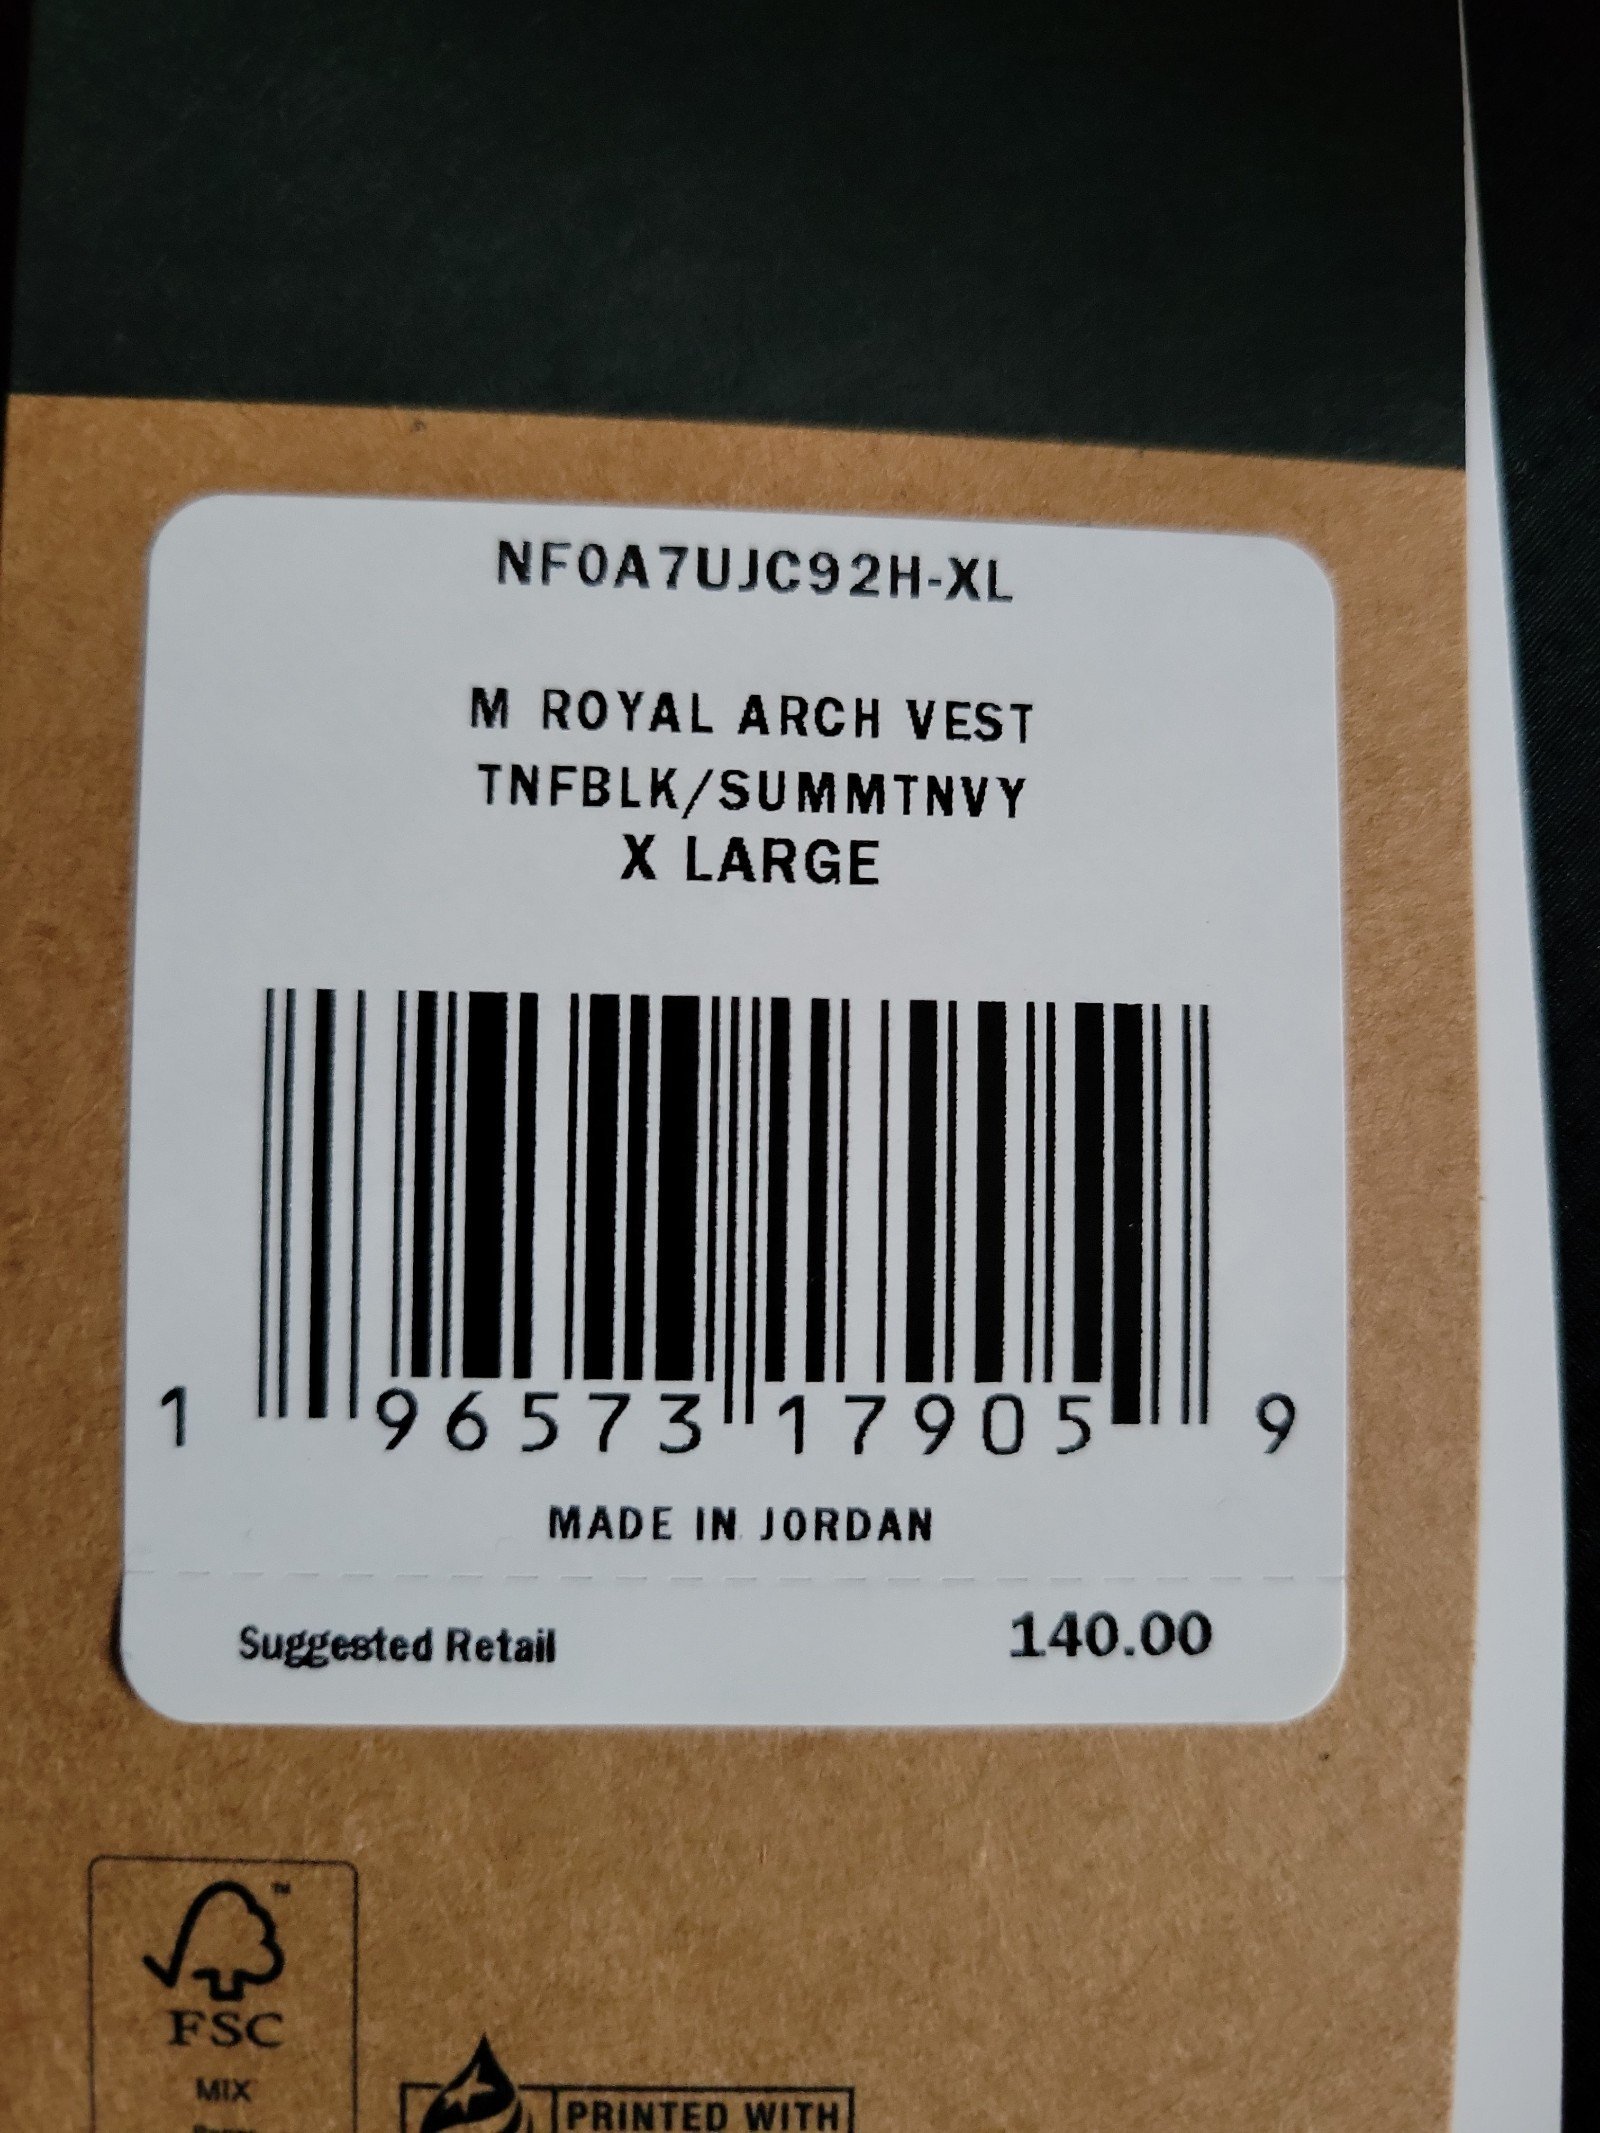 NF0A7UJC92H-XL
M ROYAL ARCH VEST
TNFBLK/SUMMTNVY
X LARGE
1 96573 17905 9
MADE IN JORDAN
Suggested Retail 140.00
™
FSC
MIX
PRINTED WITH